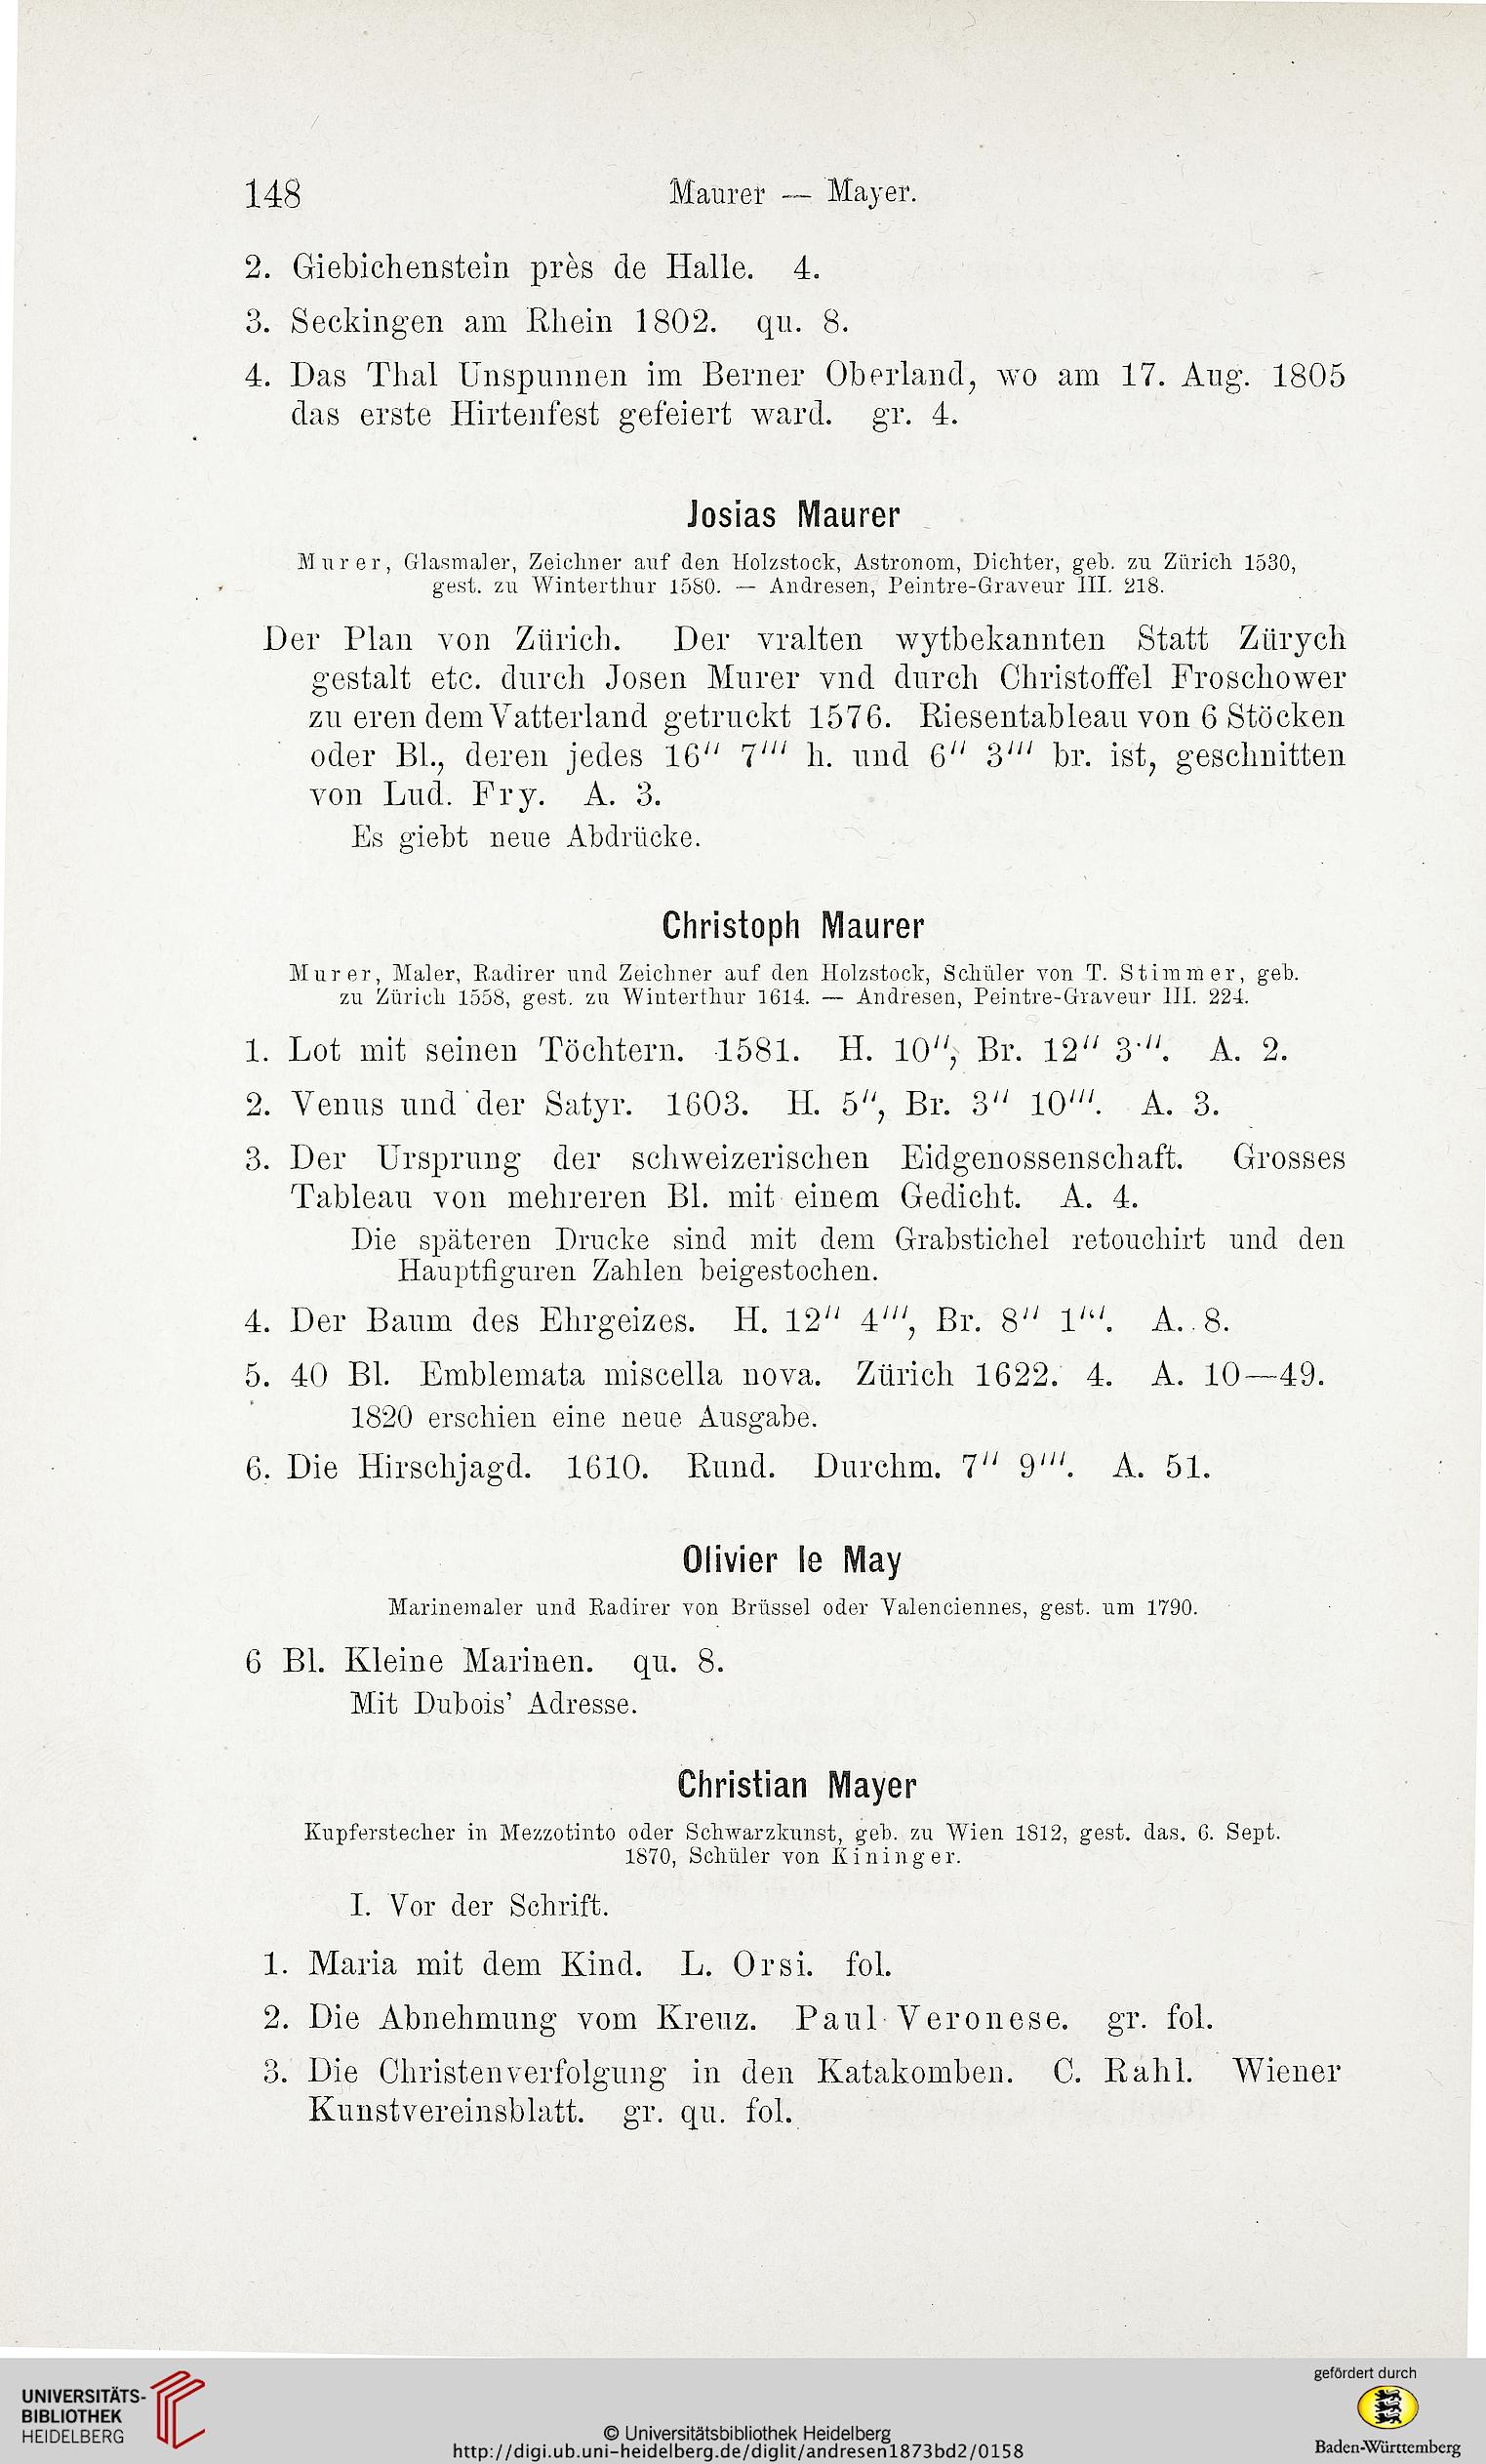 148
Maurer — Mayer.
2. Giebichenstein près de Halle. 4.
3. Seckingen am Rhein 1802. qu. 8.
4. Das Thal Unspunnen im Berner Oberland, wo am 17. Aug. 1805
das erste Hirtenfest gefeiert ward. gr. 4.
Josias Maurer
Murer, Glasmaler, Zeichner auf den Holzstock, Astronom, Dichter, geb. zu Zürich 1530,
gest. zu Winterthur 1580. — Andresen, Peintre-Graveur III. 218.
Der Plan von Zürich. Der vralten wytbekannten Statt Zürych
gestalt etc. durch Josen Murer vnd durch Christoffel Froschower
zu eren dem Vatterland getruckt 1576. Riesentableau von 6 Stöcken
oder Bl., deren jedes 16" 7"' h. und 6" 3"' br. ist, geschnitten
von Lud. Fry. A. 3.
Es giebt neue Abdrücke.
Christoph Maurer
Murer, Maler, Radirer und Zeichner auf den Holzstock, Schüler von T. Stimmer, geb.
zu Zürich 1558, gest. zu Winterthur 1614. — Andresen, Peintre-Graveur III. 224.
1. Lot mit seinen Töchtern. 1581. H. 10", Br. 12" 3"'. A. 2.
2. Venus und der Satyr. 1603. H. 5", Br. 3" 10"'. A. 3.
3. Der Ursprung der schweizerischen Eidgenossenschaft. Grosses
Tableau von mehreren Bl. mit einem Gedicht. A. 4.
Die späteren Drucke sind mit dem Grabstichel retouchirt und den
Hauptfiguren Zahlen beigestochen.
4. Der Baum des Ehrgeizes. H. 12" 4"', Br. 8" 1"'. A. 8.
5. 40 Bl. Emblemata miscella nova. Zürich 1622. 4. A. 10—49.
1820 erschien eine neue Ausgabe.
6. Die Hirschjagd. 1610. Rund. Durchm. 7" 9"'. A. 51.
Olivier le May
Marinemaler und Radirer von Brüssel oder Valenciennes, gest. um 1790.
6 Bl. Kleine Marinen. qu. 8.
Mit Dubois' Adresse.
Christian Mayer
Kupferstecher in Mezzotinto oder Schwarzkunst, geb. zu Wien 1812, gest. das. 6. Sept.
1870, Schüler von Kininger.
I. Vor der Schrift.
1. Maria mit dem Kind. L. Orsi. fol.
2. Die Abnehmung vom Kreuz. Paul Veronese. gr. fol.
3. Die Christenverfolgung in den Katakomben. C. Rahl. Wiener
Kunstvereinsblatt. gr. qu. fol.
UNIVERSITÄTS-
BIBLIOTHEK
HEIDELBERG
© Universitätsbibliothek Heidelberg
http://digi.ub.uni-heidelberg.de/diglit/andresen1873bd2/0158
gefördert durch
Baden-Württemberg